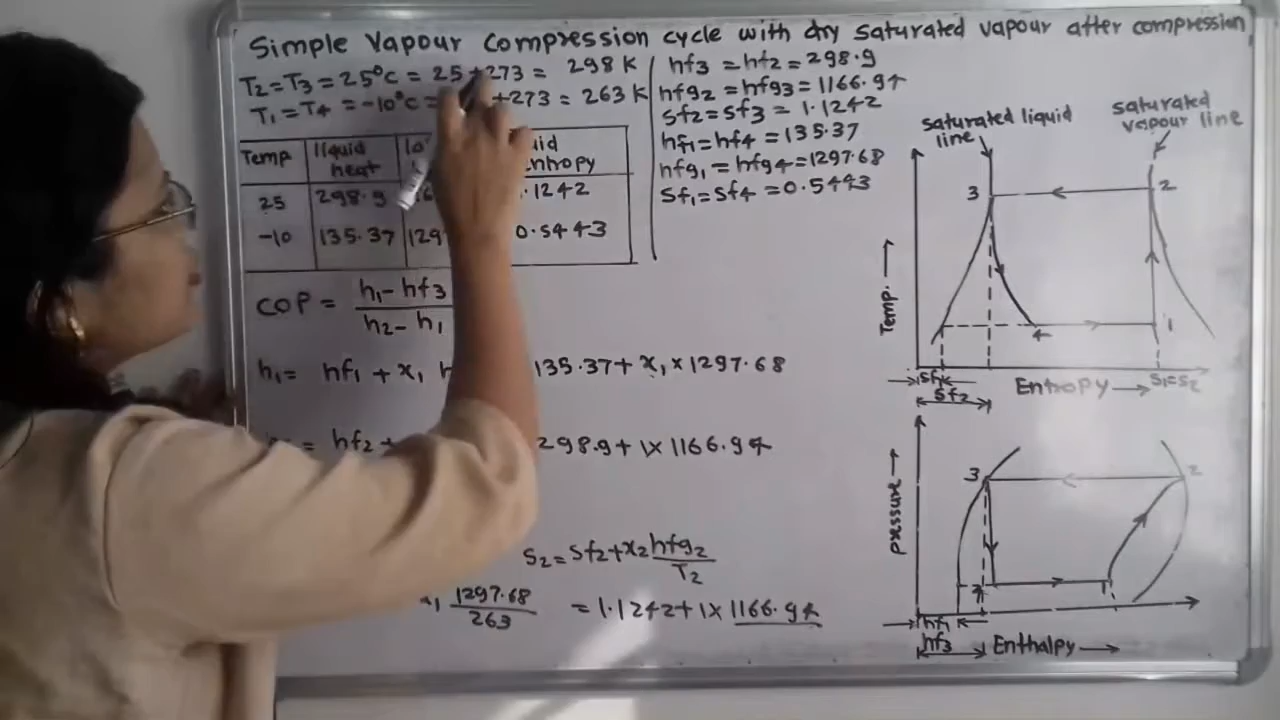 Simple Vapour Compression cycle with dry saturated vapour after compression
T2 = T3 = 25°C = 25 + 273 = 298 K
T1 = T4 = -10°C = +273 = 263 K
Temp liquid heat entropy
25 298.9 .1242
-10 135.37 129 0.5443
COP = h1 - hf3 / h2 - h1
h1 = hf1 + x1 h 135.37 + x1 × 1297.68
= hf2 + 298.9 + 1 × 1166.94
S2 = Sf2 + x2 hfg2 / T2
1297.68 / 263
= 1.1242 + 1 × 1166.94
hf3 = hf2 = 298.9
hfg2 = hfg3 = 1166.94
Sf2 = Sf3 = 1.1242
hf1 = hf4 = 135.37
hfg1 = hfg4 = 1297.68
Sf1 = Sf4 = 0.5443
saturated liquid line
saturated vapour line
3
2
Temp.
4
1
Sf1
Sf2
Entropy
S1=S2
3
2
Pressure
4
1
hf1
hf3
Enthalpy